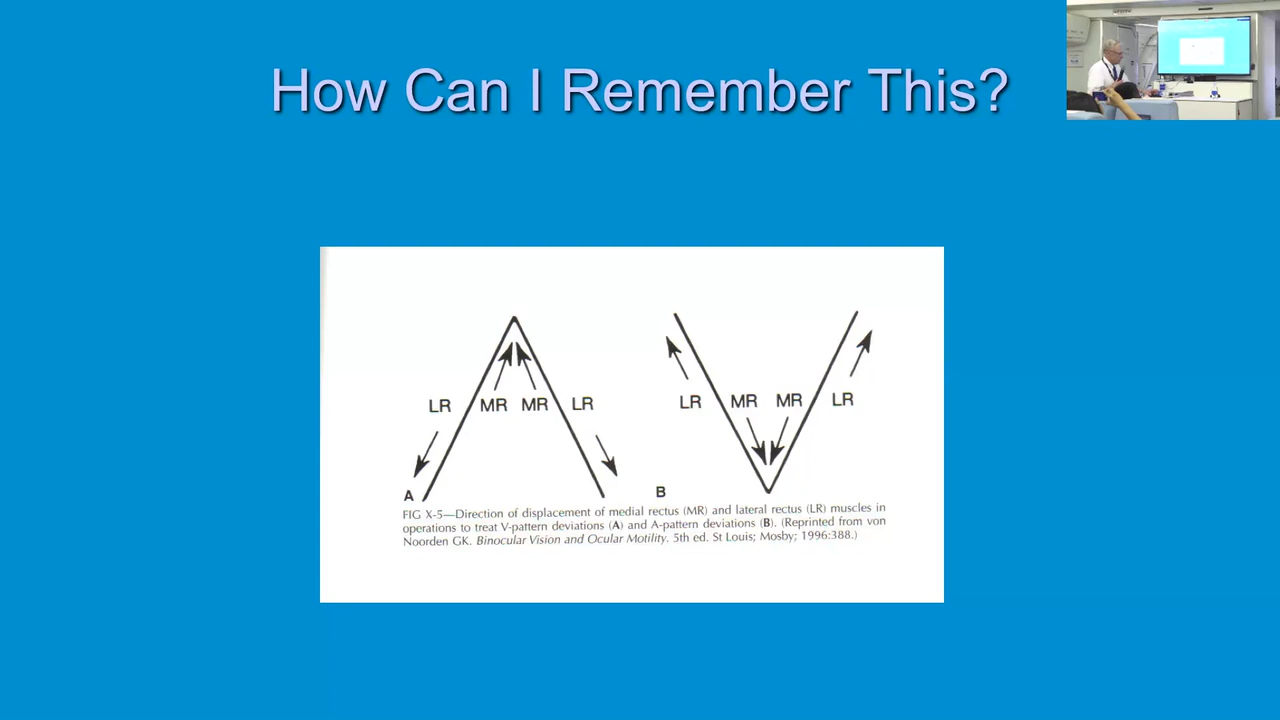 How Can I Remember This?
LR MR MR LR
LR MR MR LR
A
B
FIG X-5—Direction of displacement of medial rectus (MR) and lateral rectus (LR) muscles in
operations to treat V-pattern deviations (A) and A-pattern deviations (B). (Reprinted from von
Noorden GK. Binocular Vision and Ocular Motility. 5th ed. St Louis; Mosby; 1996:388.)